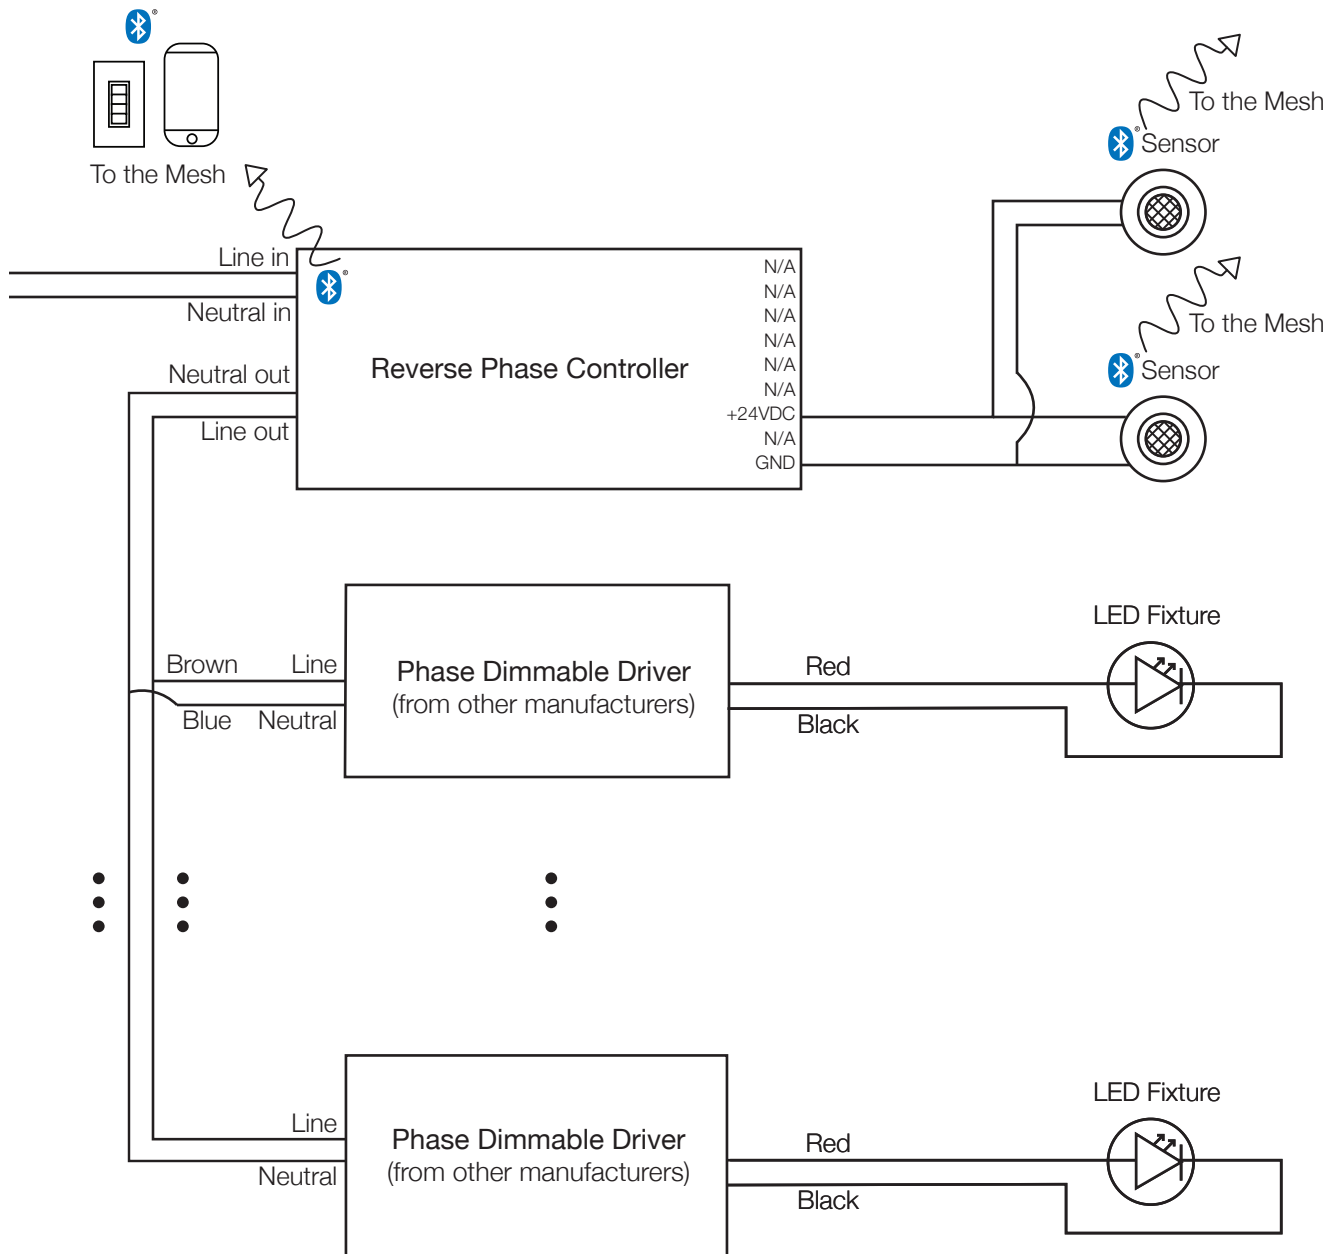 To the Mesh
To the Mesh
Sensor
Line in
Neutral in
Neutral out
Line out
Reverse Phase Controller
N/A
N/A
N/A
N/A
N/A
N/A
+24VDC
N/A
GND
To the Mesh
Sensor
Brown
Line
Blue
Neutral
Phase Dimmable Driver
(from other manufacturers)
Red
Black
LED Fixture
Line
Neutral
Phase Dimmable Driver
(from other manufacturers)
Red
Black
LED Fixture